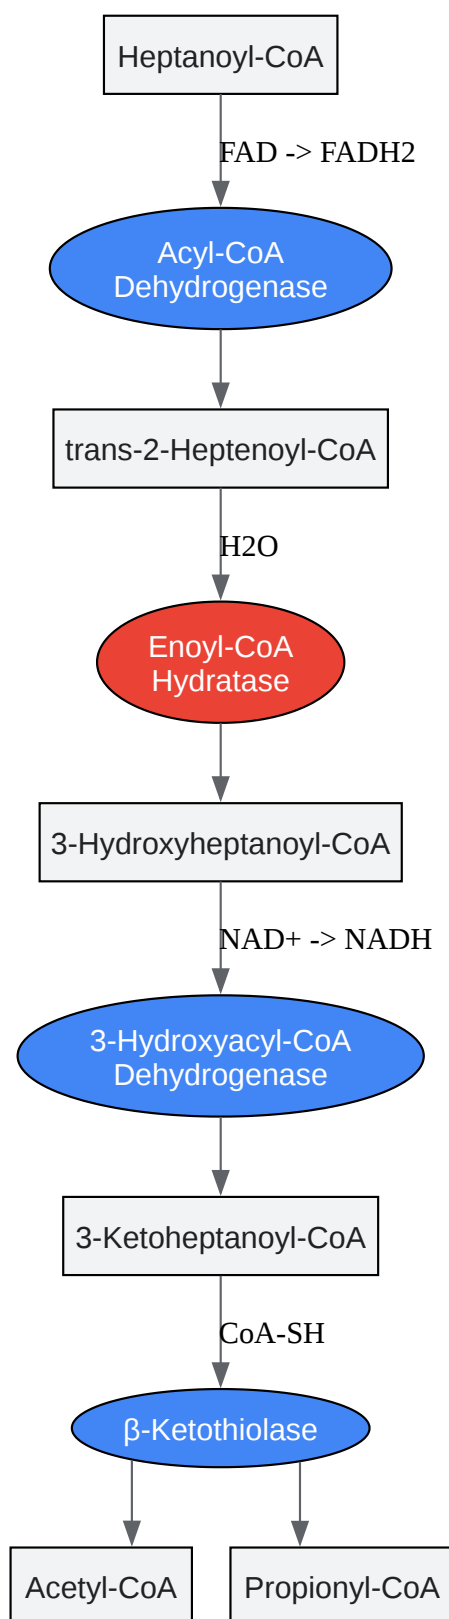 Heptanoyl-CoA
FAD -> FADH2
Acyl-CoA
Dehydrogenase
trans-2-Heptenoyl-CoA
H2O
Enoyl-CoA
Hydratase
3-Hydroxyheptanoyl-CoA
NAD+ -> NADH
3-Hydroxyacyl-CoA
Dehydrogenase
3-Ketoheptanoyl-CoA
CoA-SH
β-Ketothiolase
Acetyl-CoA
Propionyl-CoA